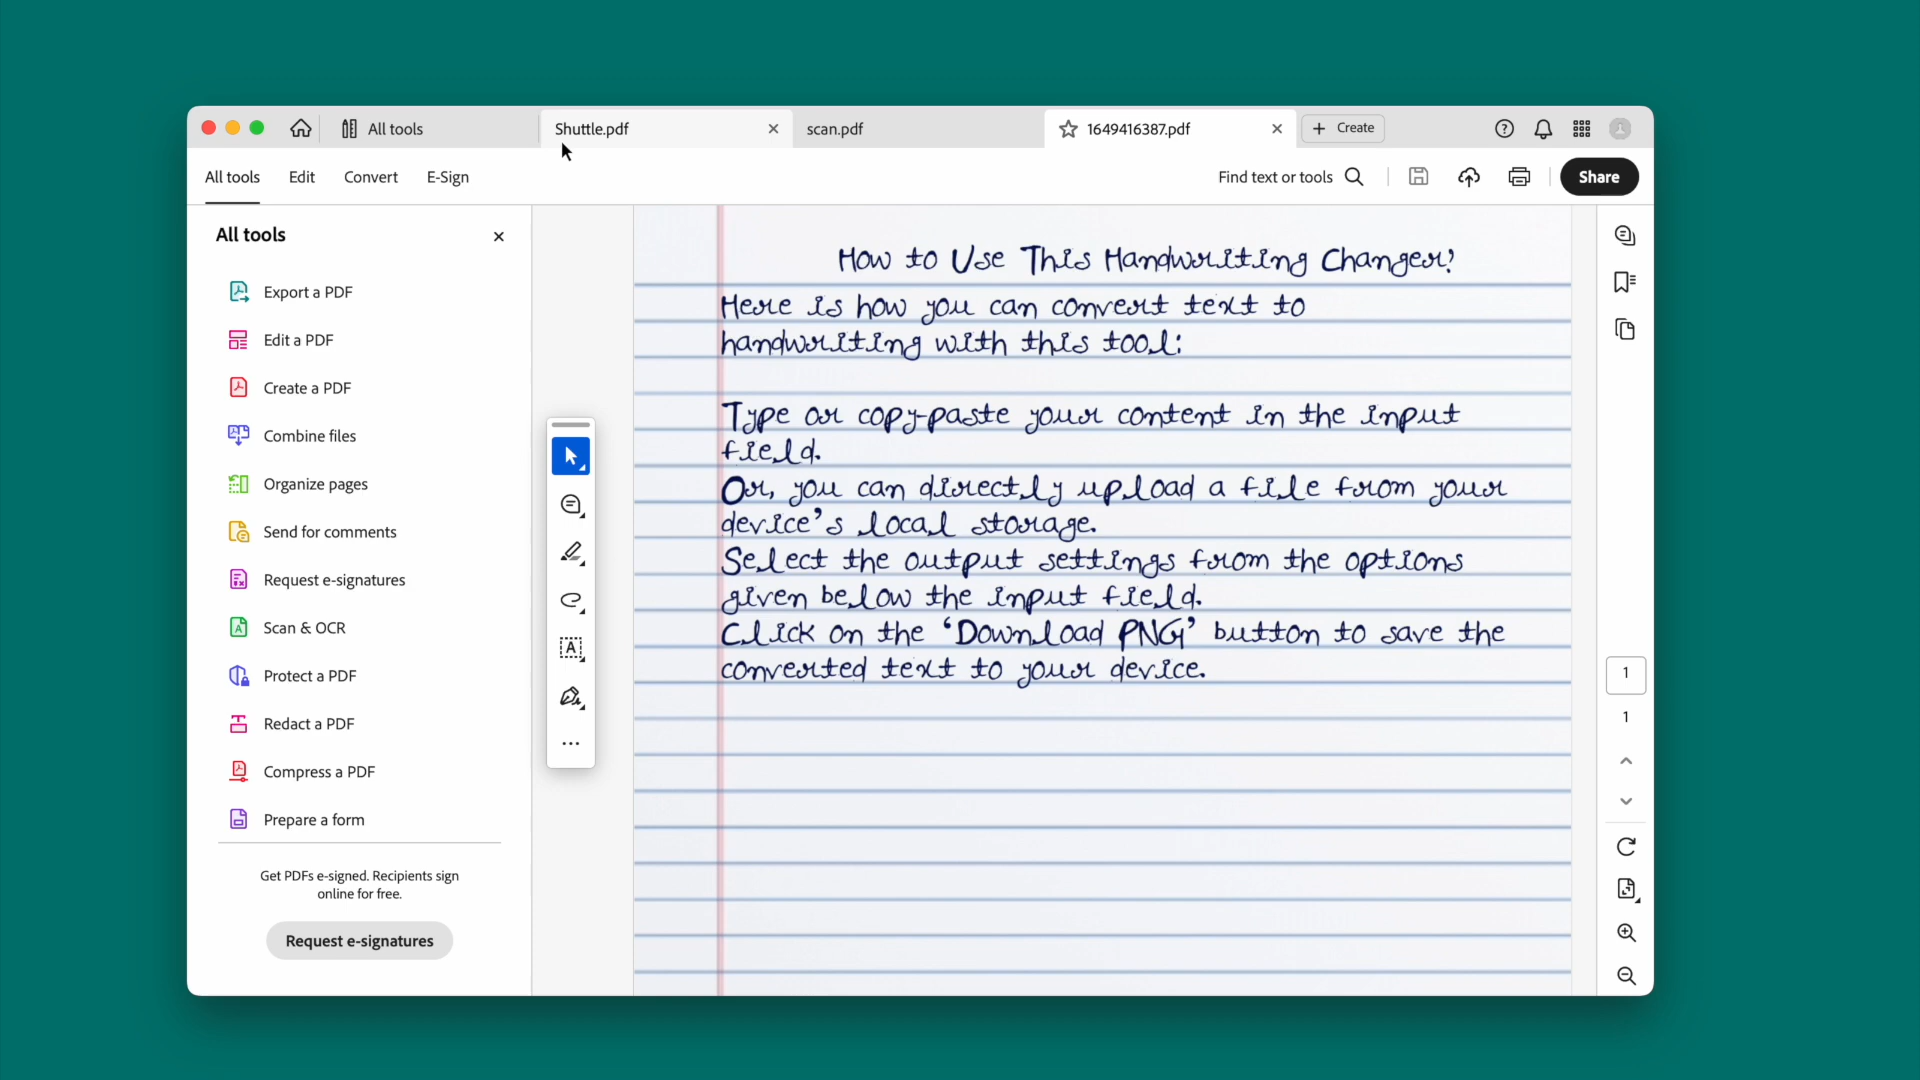 All tools
Shuttle.pdf
scan.pdf
1649416387.pdf
Create
All tools
Edit
Convert
E-Sign
Find text or tools
Share
All tools
Export a PDF
Edit a PDF
Create a PDF
Combine files
Organize pages
Send for comments
Request e-signatures
Scan & OCR
Protect a PDF
Redact a PDF
Compress a PDF
Prepare a form
Get PDFs e-signed. Recipients sign
online for free.
Request e-signatures
How to Use This Handwriting Changer?
Here is how you can convert text to
handwriting with this tool:
Type or copy-paste your content in the input
field.
Or, you can directly upload a file from your
device's local storage.
Select the output settings from the options
given below the input field.
Click on the 'Download PNG' button to save the
converted text to your device.
1
1